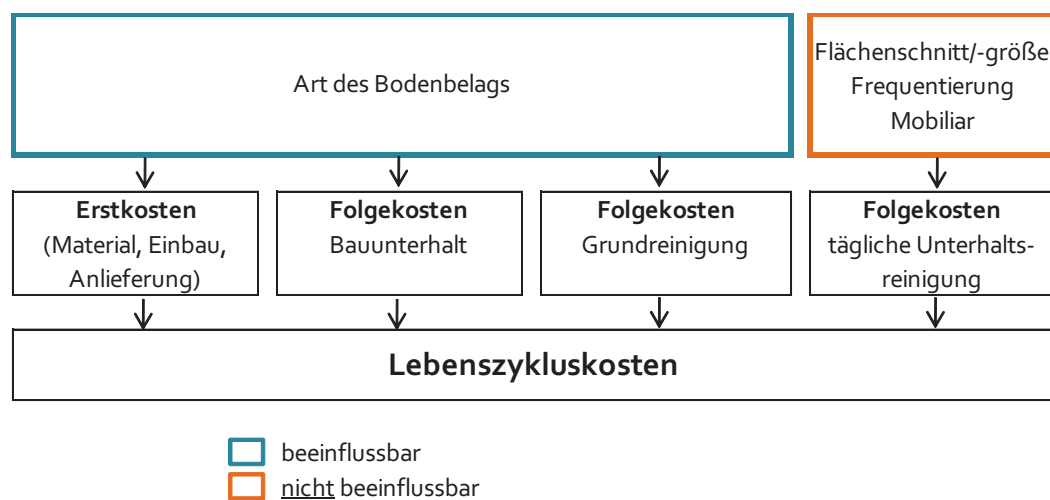 Art des Bodenbelags
Flächenschnitt/-größe
Frequentierung
Mobiliar
Erstkosten
(Material, Einbau,
Anlieferung)
Folgekosten
Bauunterhalt
Folgekosten
Grundreinigung
Folgekosten
tägliche Unterhalts-
reinigung
Lebenszykluskosten
beeinflussbar
nicht beeinflussbar